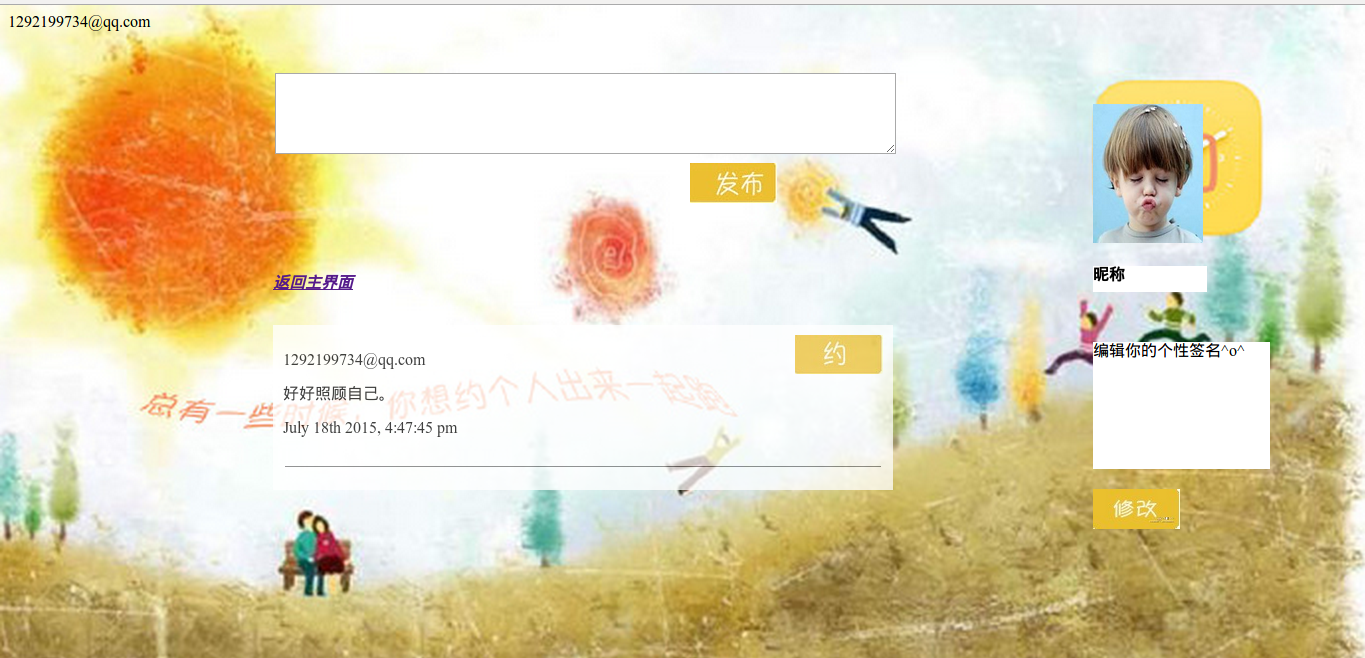 1292199734@qq.com
发布
返回主界面
昵称
编辑你的个性签名^o^
修改
1292199734@qq.com
约
好好照顾自己。
总有一些时候，你想约个人出来一起跑
July 18th 2015, 4:47:45 pm